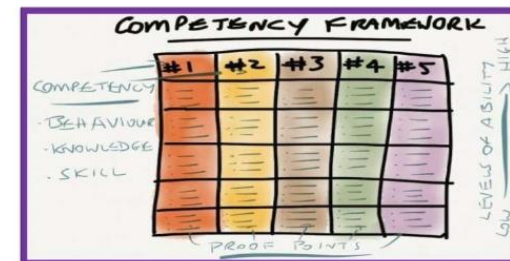 COMPETENCY FRAMEWORK
#1 #2 #3 #4 #5
COMPETENCY
· BEHAVIOUR
· KNOWLEDGE
· SKILL
PROOF POINTS
LEVELS OF ABILITY
LOW HIGH